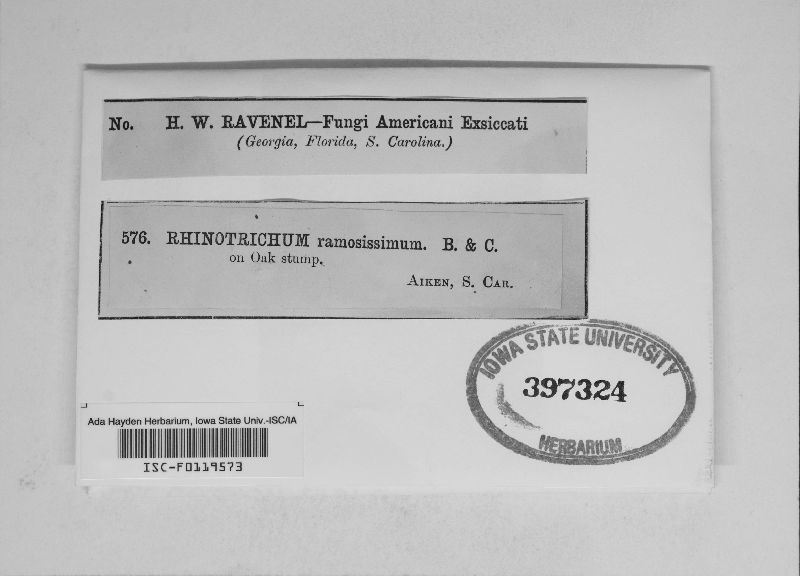 No. H. W. RAVENEL—Fungi Americani Exsiccati
(Georgia, Florida, S. Carolina.)
576. RHINOTRICHUM ramosissimum. B. & C.
on Oak stump.
AIKEN, S. CAR.
IOWA STATE UNIVERSITY
397324
HERBARIUM
Ada Hayden Herbarium, Iowa State Univ.-ISC/IA
ISC-F0119573